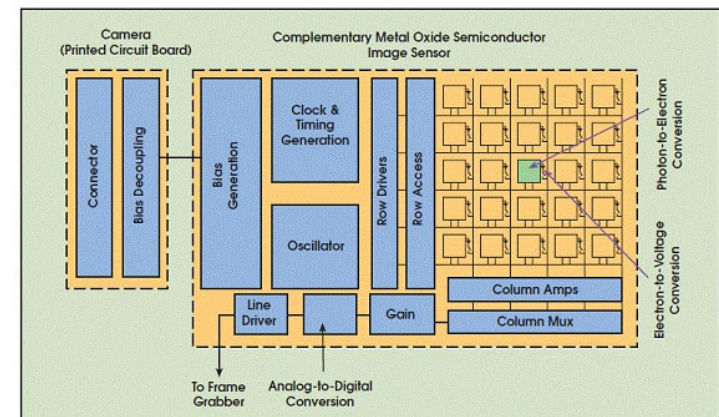 Camera
(Printed Circuit Board)
Complementary Metal Oxide Semiconductor
Image Sensor
Connector
Bias Decoupling
Bias
Generation
Clock &
Timing
Generation
Oscillator
Row Drivers
Row Access
Photon-to-Electron
Conversion
Electron-to-Voltage
Conversion
Column Amps
Column Mux
Line
Driver
Gain
To Frame
Grabber
Analog-to-Digital
Conversion